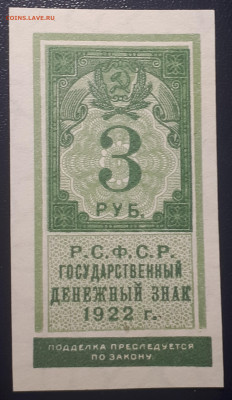 COINS.LAVE.RU
3
РУБ.
Р.С.Ф.С.Р.
ГОСУДАРСТВЕННЫЙ
ДЕНЕЖНЫЙ ЗНАК
1922 г.
ПОДДЕЛКА ПРЕСЛЕДУЕТСЯ
ПО ЗАКОНУ.